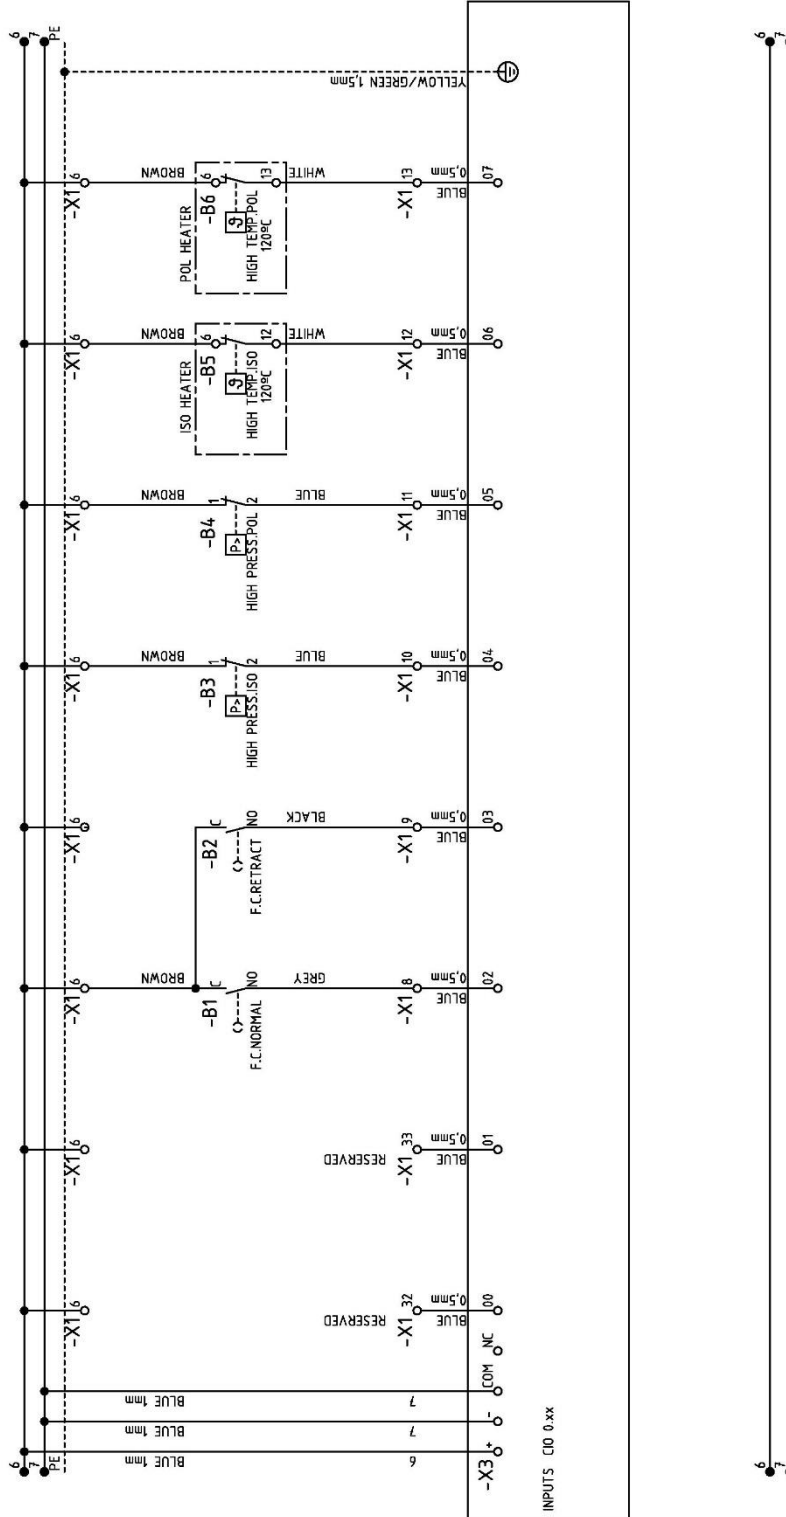 6
7
PE
YELLOW/GREEN 1,5mm
-X1 6
BROWN
POL HEATER
-B6
6
13
HIGH TEMP.POL
120ºC
WHITE
-X1 13
0,5mm
BLUE
07
-X1 6
BROWN
ISO HEATER
-B5
6
12
HIGH TEMP.ISO
120ºC
WHITE
-X1 12
0,5mm
BLUE
06
-X1 6
BROWN
-B4
1
2
P>
HIGH PRESS.POL
BLUE
-X1 11
0,5mm
BLUE
05
-X1 6
BROWN
-B3
1
2
P>
HIGH PRESS.ISO
BLUE
-X1 10
0,5mm
BLUE
04
-X1 6
-B2
C
NO
F.C.RETRACT
BLACK
-X1 9
0,5mm
BLUE
03
-X1 6
BROWN
-B1
C
NO
F.C.NORMAL
GREY
-X1 8
0,5mm
BLUE
02
-X1 6
RESERVED
-X1 33
0,5mm
BLUE
01
-X1 6
RESERVED
-X1 32
0,5mm
BLUE
00
NC
BLUE 1mm
7
COM
BLUE 1mm
7
-
BLUE 1mm
6
+
-X3
INPUTS CIO 0.xx
6
7
PE
6
7
6
7